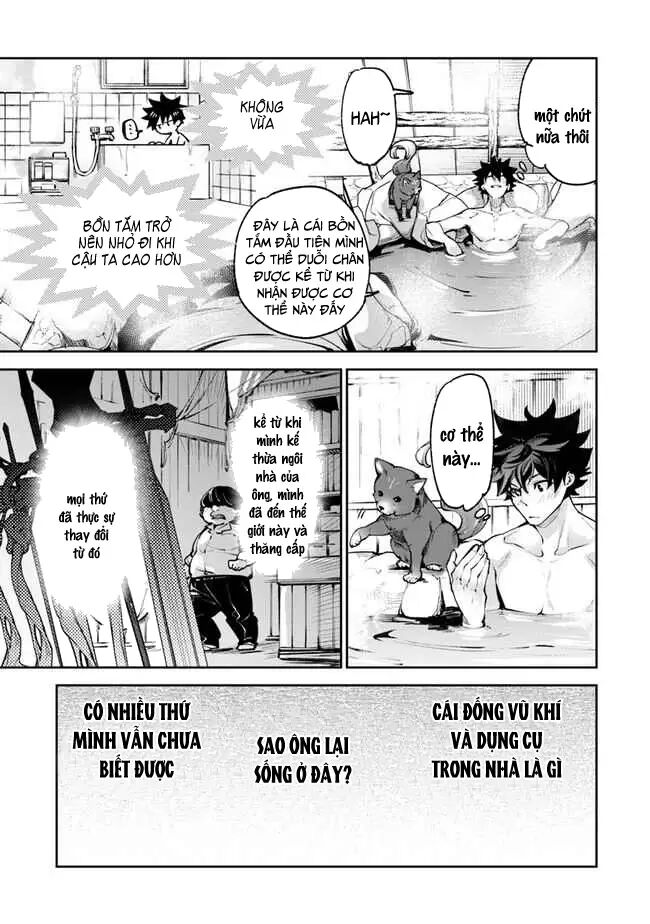 một chút
nữa thôi
HAH~
ĐÂY LÀ CÁI BỒN
TẮM ĐẦU TIÊN MÌNH
CÓ THỂ DUỖI CHÂN
ĐƯỢC KỂ TỪ KHI
NHẬN ĐƯỢC CƠ
THỂ NÀY ĐẤY
KHÔNG
VỪA
...
BỒN TẮM TRỞ
NÊN NHỎ ĐI KHI
CẬU TA CAO HƠN
cơ thể
này...
kể từ khi
mình kế
thừa ngôi
nhà của
ông, mình
đã đến thế
giới này và
thăng cấp
mọi thứ
đã thực sự
thay đổi
từ đó
CÁI ĐỐNG VŨ KHÍ
VÀ DỤNG CỤ
TRONG NHÀ LÀ GÌ
SAO ÔNG LẠI
SỐNG Ở ĐÂY?
CÓ NHIỀU THỨ
MÌNH VẪN CHƯA
BIẾT ĐƯỢC